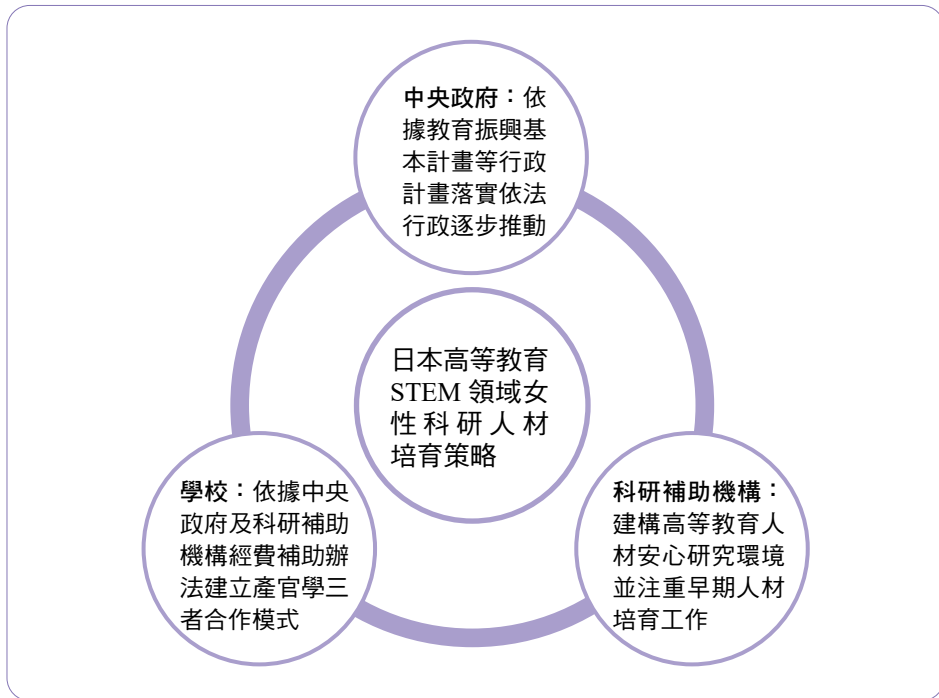 中央政府：依
據教育振興基
本計畫等行政
計畫落實依法
行政逐步推動
日本高等教育
STEM 領域女
性科研人材
培育策略
學校：依據中央
政府及科研補助
機構經費補助辦
法建立產官學三
者合作模式
科研補助機構：
建構高等教育人
材安心研究環境
並注重早期人材
培育工作